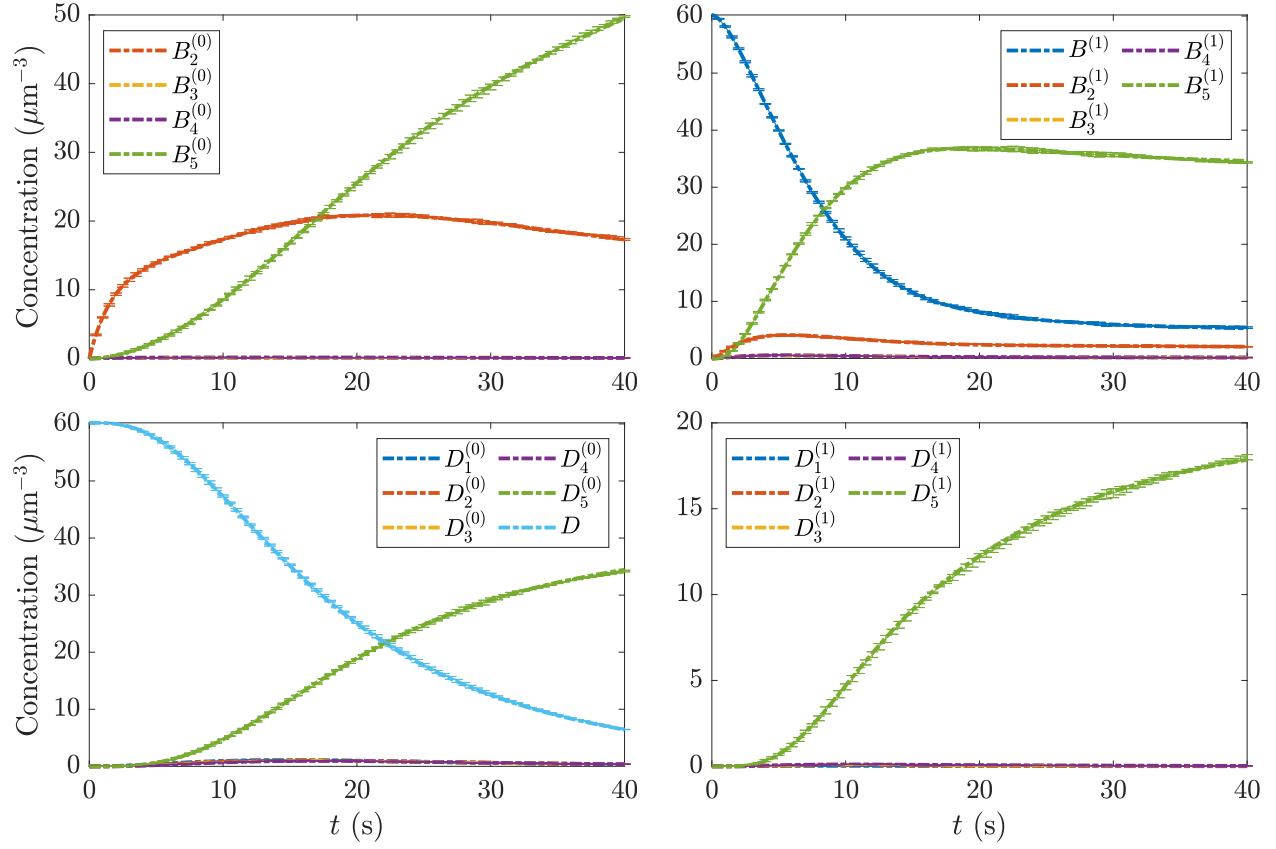 Concentration (μm⁻³)
50
40
30
20
10
0
0 10 20 30 40
B₂⁽⁰⁾
B₃⁽⁰⁾
B₄⁽⁰⁾
B₅⁽⁰⁾
60
50
40
30
20
10
0
0 10 20 30 40
B⁽¹⁾ B₄⁽¹⁾
B₂⁽¹⁾ B₅⁽¹⁾
B₃⁽¹⁾
Concentration (μm⁻³)
60
50
40
30
20
10
0
0 10 20 30 40
t (s)
D₁⁽⁰⁾ D₄⁽⁰⁾
D₂⁽⁰⁾ D₅⁽⁰⁾
D₃⁽⁰⁾ D
20
15
10
5
0
0 10 20 30 40
t (s)
D₁⁽¹⁾ D₄⁽¹⁾
D₂⁽¹⁾ D₅⁽¹⁾
D₃⁽¹⁾